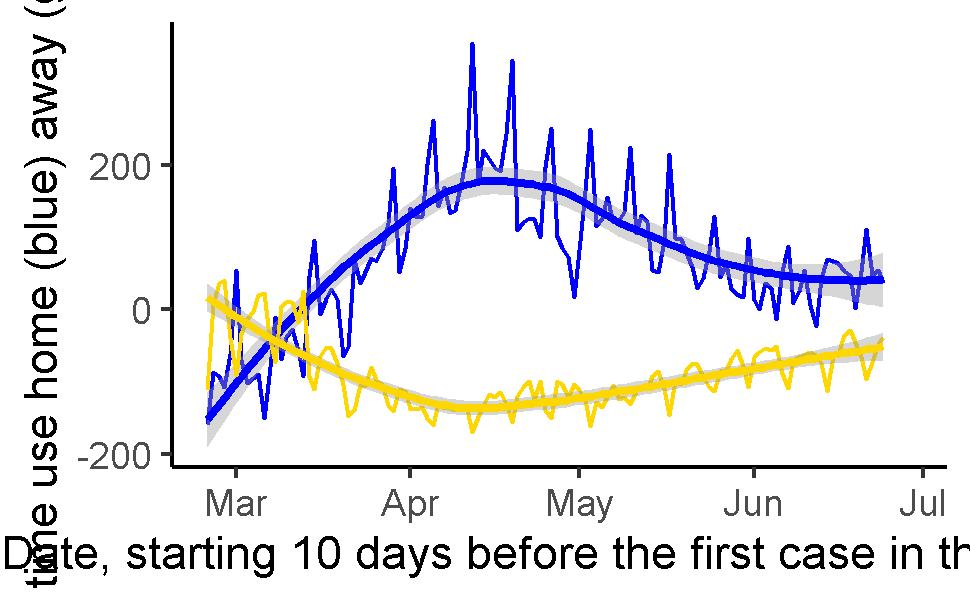 time use home (blue) away (
200
0
-200
Mar Apr May Jun Jul
Date, starting 10 days before the first case in th